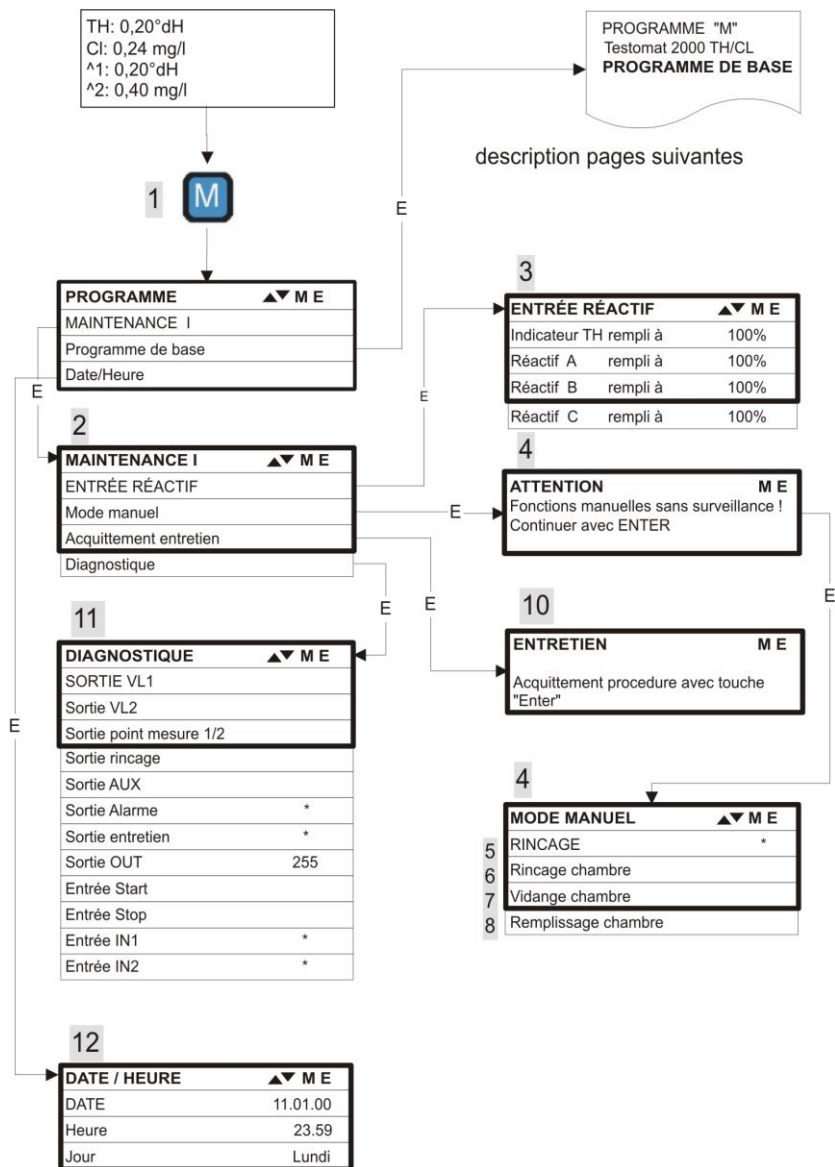 TH: 0,20°dH
Cl: 0,24 mg/l
^1: 0,20°dH
^2: 0,40 mg/l
PROGRAMME "M"
Testomat 2000 TH/CL
PROGRAMME DE BASE
description pages suivantes
1 M
E
PROGRAMME ▲▼ M E
MAINTENANCE I
Programme de base
Date/Heure
E
3
ENTRÉE RÉACTIF ▲▼ M E
Indicateur TH rempli à 100%
Réactif A rempli à 100%
Réactif B rempli à 100%
Réactif C rempli à 100%
E
2
MAINTENANCE I ▲▼ M E
ENTRÉE RÉACTIF
Mode manuel
Acquittement entretien
Diagnostique
E
4
ATTENTION M E
Fonctions manuelles sans surveillance !
Continuer avec ENTER
E
E
E
10
ENTRETIEN M E
Acquittement procedure avec touche
"Enter"
11
DIAGNOSTIQUE ▲▼ M E
SORTIE VL1
Sortie VL2
Sortie point mesure 1/2
Sortie rincage
Sortie AUX
Sortie Alarme *
Sortie entretien *
Sortie OUT 255
Entrée Start
Entrée Stop
Entrée IN1 *
Entrée IN2 *
E
4
MODE MANUEL ▲▼ M E
5 RINCAGE *
6 Rincage chambre
7 Vidange chambre
8 Remplissage chambre
12
DATE / HEURE ▲▼ M E
DATE 11.01.00
Heure 23.59
Jour Lundi